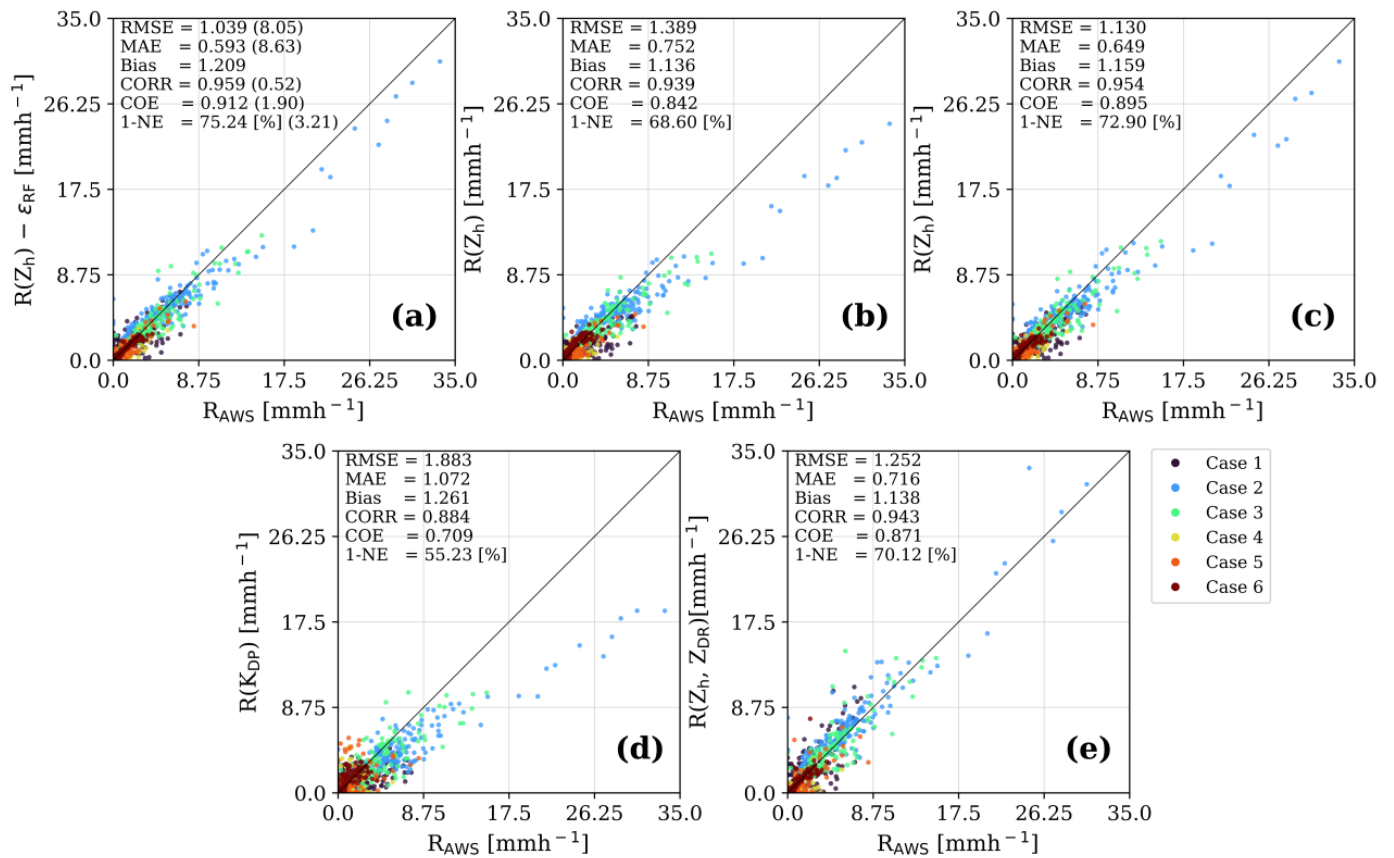 35.0
26.25
17.5
8.75
0.0
R(Zh) − εRF [mmh−1]
RMSE = 1.039 (8.05)
MAE = 0.593 (8.63)
Bias = 1.209
CORR = 0.959 (0.52)
COE = 0.912 (1.90)
1-NE = 75.24 [%] (3.21)
(a)
0.0 8.75 17.5 26.25 35.0
RAWS [mmh−1]
35.0
26.25
17.5
8.75
0.0
R(Zh) [mmh−1]
RMSE = 1.389
MAE = 0.752
Bias = 1.136
CORR = 0.939
COE = 0.842
1-NE = 68.60 [%]
(b)
0.0 8.75 17.5 26.25 35.0
RAWS [mmh−1]
35.0
26.25
17.5
8.75
0.0
R(Zh) [mmh−1]
RMSE = 1.130
MAE = 0.649
Bias = 1.159
CORR = 0.954
COE = 0.895
1-NE = 72.90 [%]
(c)
0.0 8.75 17.5 26.25 35.0
RAWS [mmh−1]
35.0
26.25
17.5
8.75
0.0
R(KDP) [mmh−1]
RMSE = 1.883
MAE = 1.072
Bias = 1.261
CORR = 0.884
COE = 0.709
1-NE = 55.23 [%]
(d)
0.0 8.75 17.5 26.25 35.0
RAWS [mmh−1]
35.0
26.25
17.5
8.75
0.0
R(Zh, ZDR)[mmh−1]
RMSE = 1.252
MAE = 0.716
Bias = 1.138
CORR = 0.943
COE = 0.871
1-NE = 70.12 [%]
(e)
0.0 8.75 17.5 26.25 35.0
RAWS [mmh−1]
Case 1
Case 2
Case 3
Case 4
Case 5
Case 6